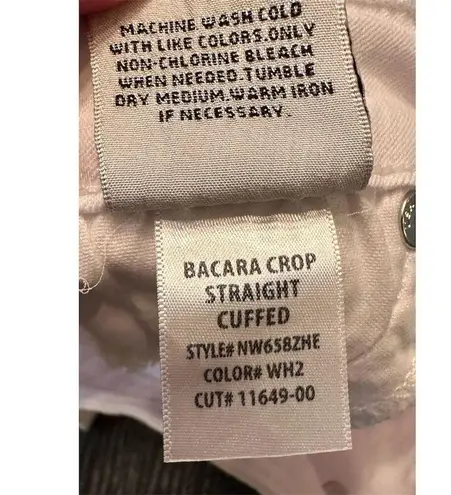 MACHINE WASH COLD
WITH LIKE COLORS.ONLY
NON-CHLORINE BLEACH
WHEN NEEDED.TUMBLE
DRY MEDIUM.WARM IRON
IF NECESSARY.
BACARA CROP
STRAIGHT
CUFFED
STYLE# NW658ZHE
COLOR# WH2
CUT# 11649-00